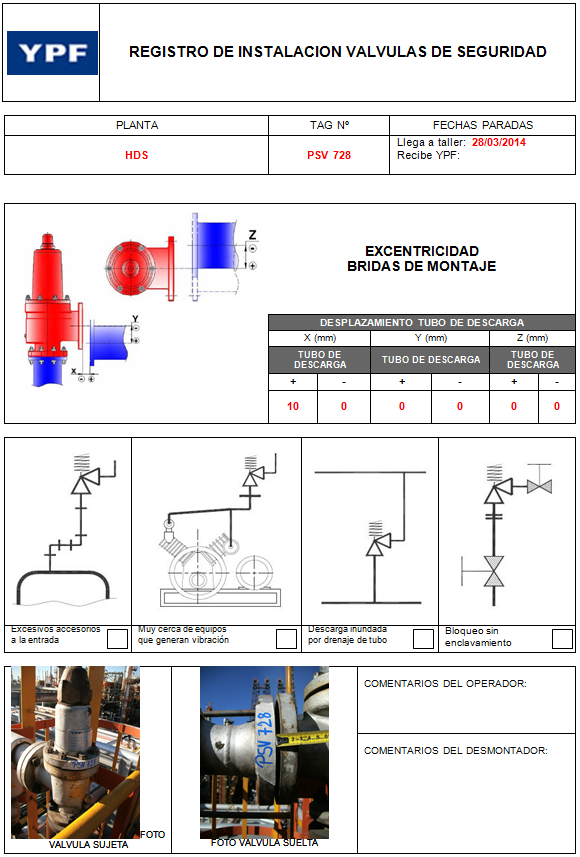 YPF
REGISTRO DE INSTALACION VALVULAS DE SEGURIDAD
PLANTA TAG Nº FECHAS PARADAS
HDS PSV 728 Llega a taller: 28/03/2014
Recibe YPF:
Z
-
+
Y
-
+
X
- +
EXCENTRICIDAD
BRIDAS DE MONTAJE
DESPLAZAMIENTO TUBO DE DESCARGA
X (mm) Y (mm) Z (mm)
TUBO DE DESCARGA TUBO DE DESCARGA TUBO DE DESCARGA
+ - + - + -
10 0 0 0 0 0
Excesivos accesorios
a la entrada
Muy cerca de equipos
que generan vibración
Descarga inundada
por drenaje de tubo
Bloqueo sin
enclavamiento
PSV 728
FOTO
VALVULA SUJETA
PSV 728
FOTO VALVULA SUELTA
COMENTARIOS DEL OPERADOR:
COMENTARIOS DEL DESMONTADOR: